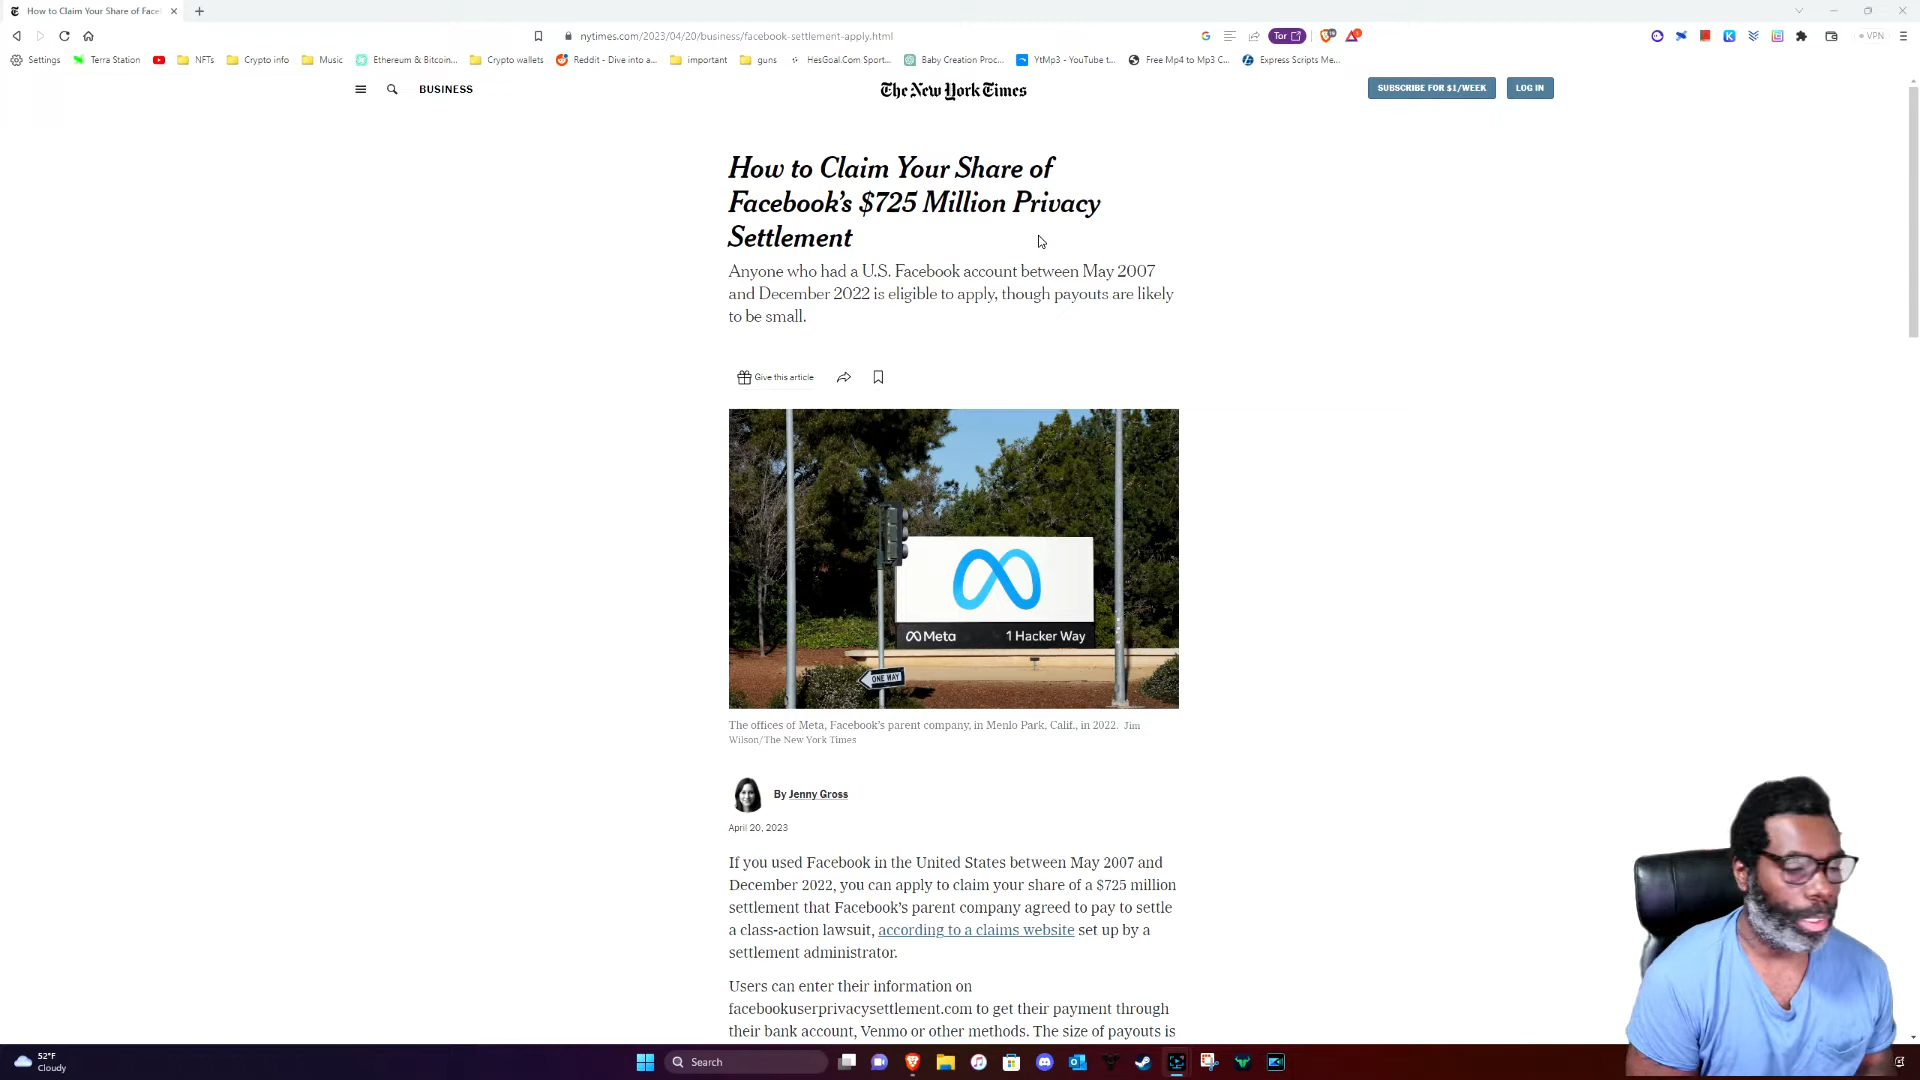 How to Claim Your Share of Face
nytimes.com/2023/04/20/business/facebook-settlement-apply.html
Tor
VPN
Settings
Terra Station
NFTs
Crypto info
Music
Ethereum & Bitcoin...
Crypto wallets
Reddit - Dive into a...
important
guns
HesGoal.Com Sport...
Baby Creation Proc...
YtMp3 - YouTube t...
Free Mp4 to Mp3 C...
Express Scripts Me...
BUSINESS
The New York Times
SUBSCRIBE FOR $1/WEEK
LOG IN
How to Claim Your Share of
Facebook's $725 Million Privacy
Settlement
Anyone who had a U.S. Facebook account between May 2007
and December 2022 is eligible to apply, though payouts are likely
to be small.
Give this article
Meta
1 Hacker Way
ONE WAY
The offices of Meta, Facebook's parent company, in Menlo Park, Calif., in 2022. Jim
Wilson/The New York Times
By Jenny Gross
April 20, 2023
If you used Facebook in the United States between May 2007 and
December 2022, you can apply to claim your share of a $725 million
settlement that Facebook's parent company agreed to pay to settle
a class-action lawsuit, according to a claims website set up by a
settlement administrator.
Users can enter their information on
facebookuserprivacysettlement.com to get their payment through
their bank account, Venmo or other methods. The size of payouts is
52°F
Cloudy
Search